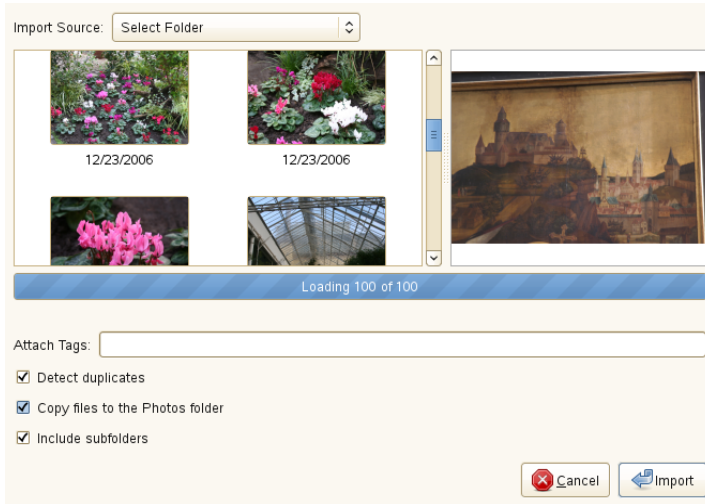 Import Source: Select Folder
12/23/2006 12/23/2006
Loading 100 of 100
Attach Tags:
Detect duplicates
Copy files to the Photos folder
Include subfolders
Cancel Import